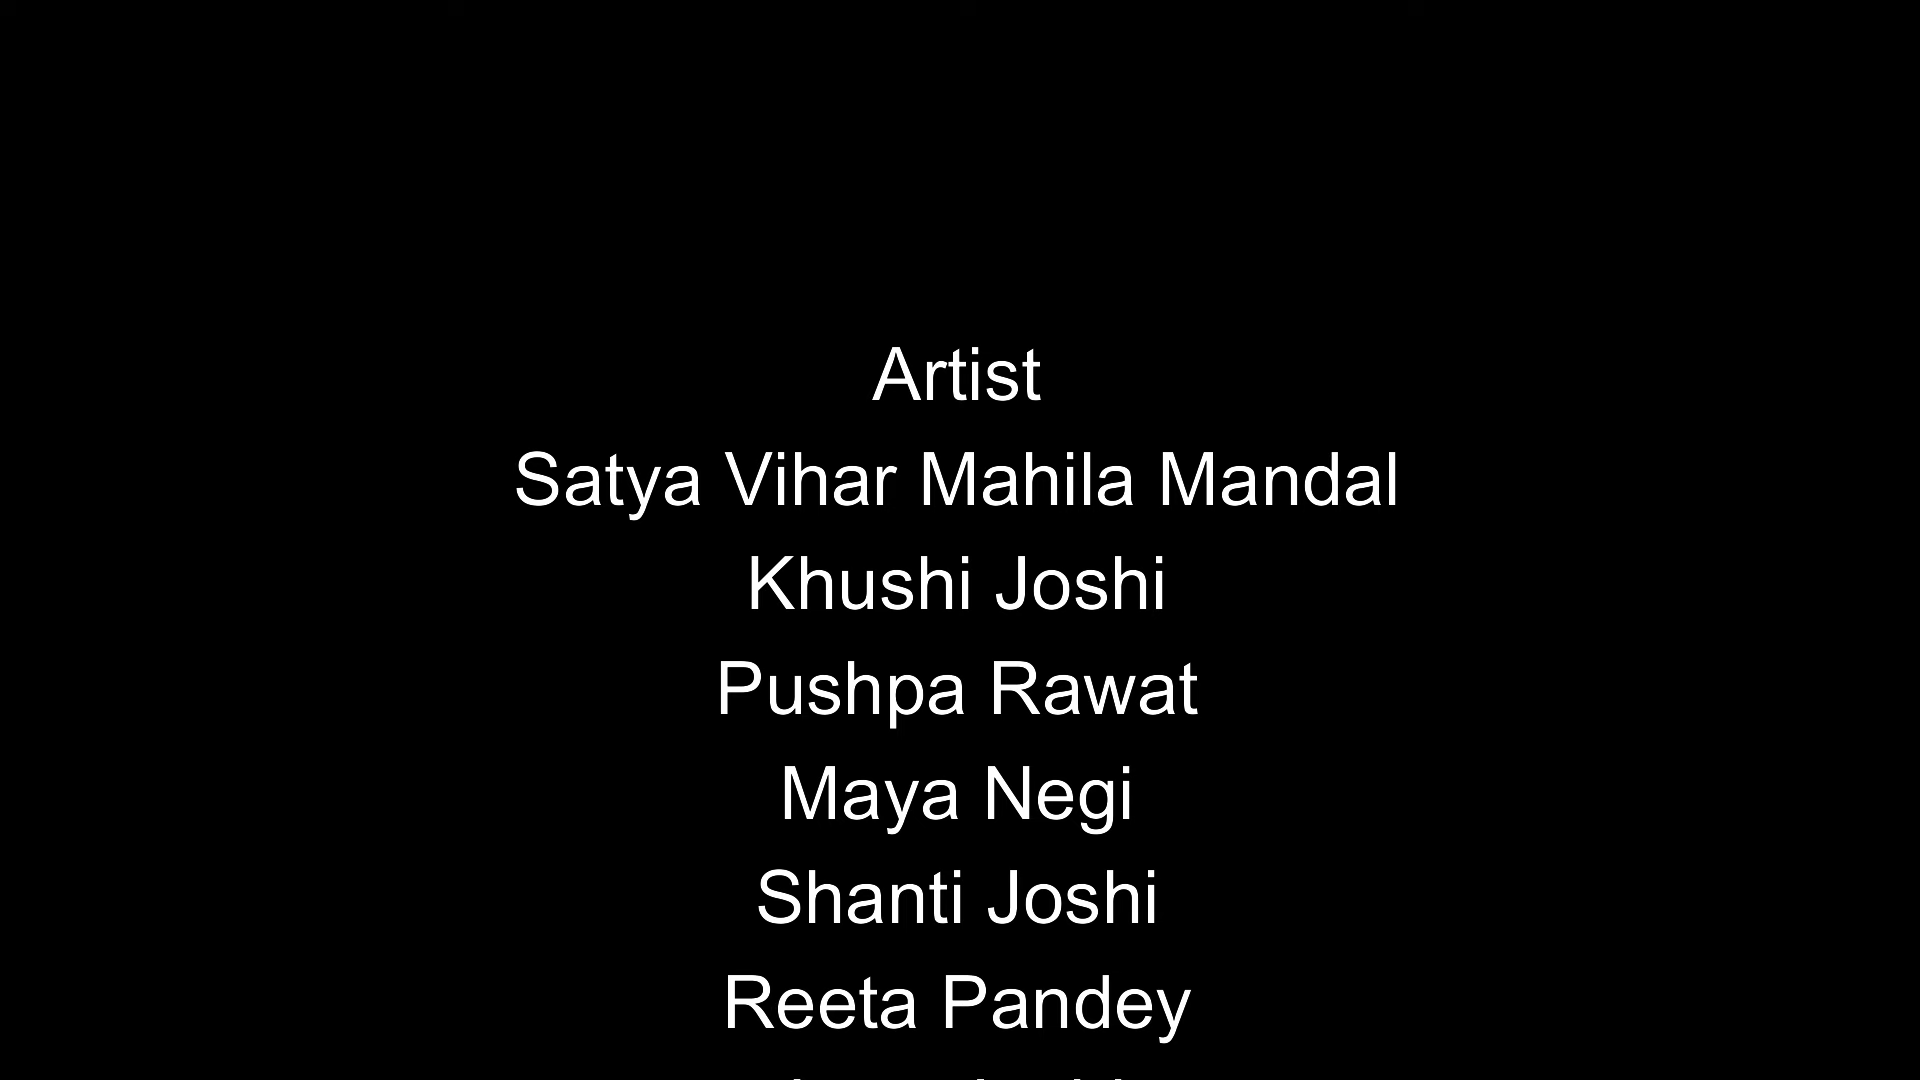 Artist
Satya Vihar Mahila Mandal
Khushi Joshi
Pushpa Rawat
Maya Negi
Shanti Joshi
Reeta Pandey